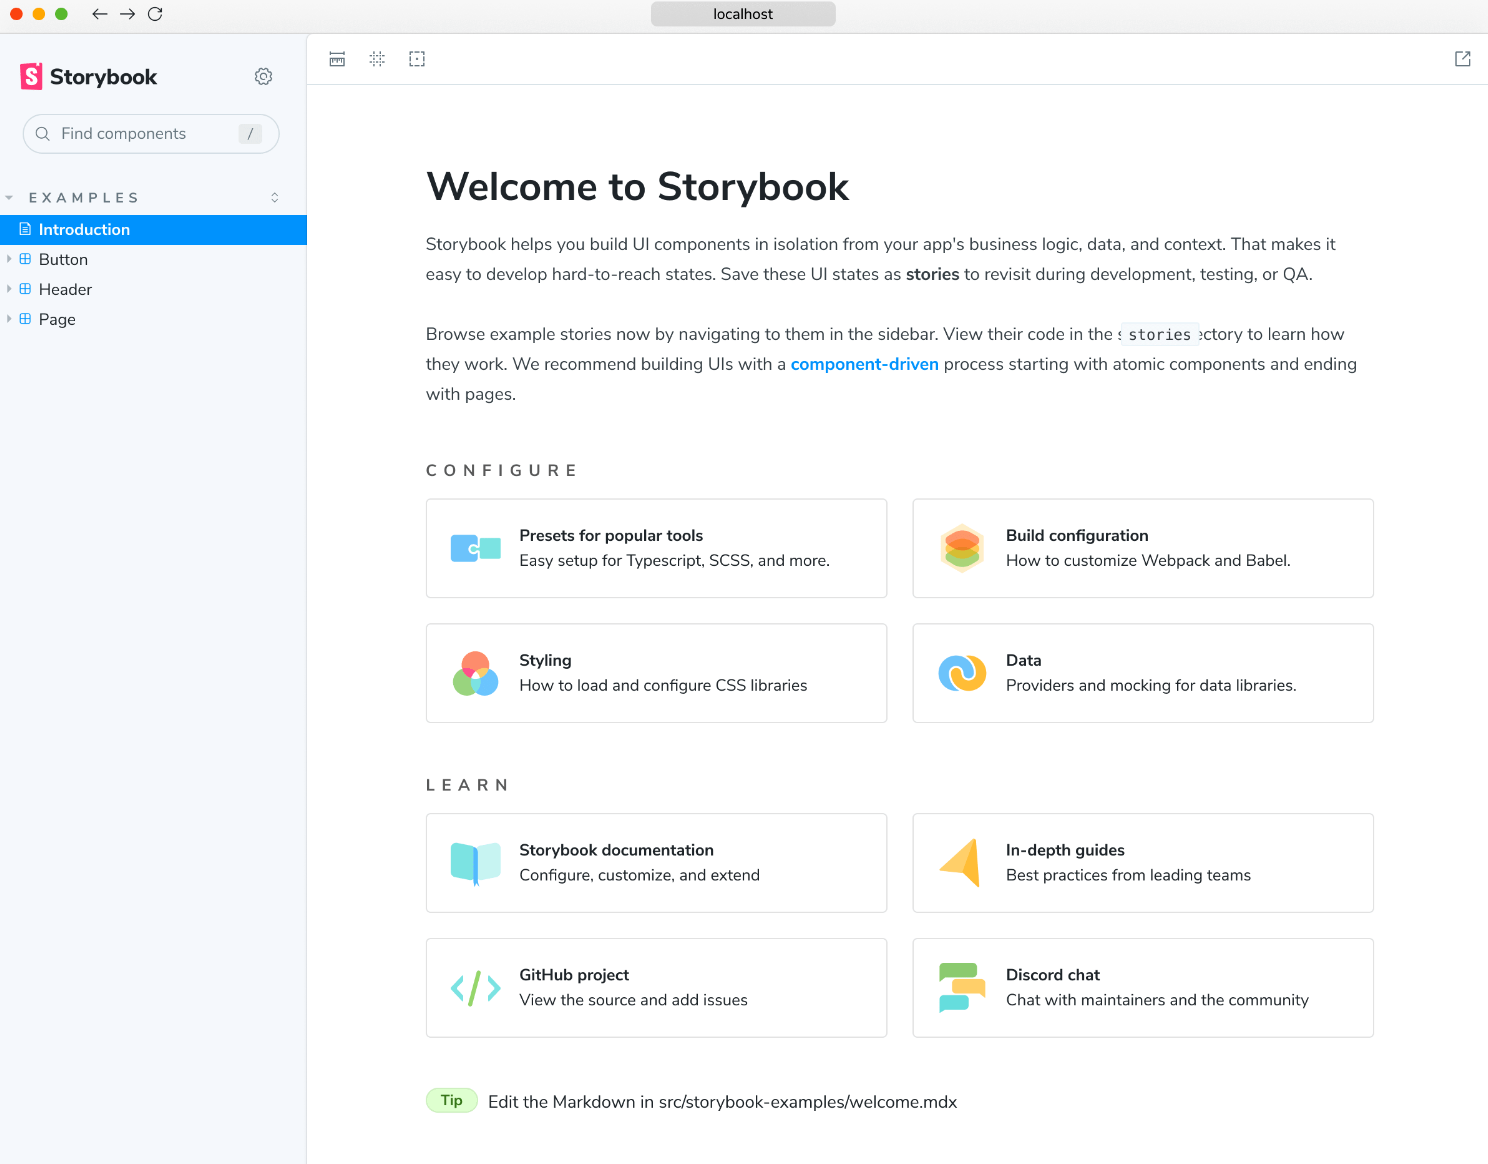 localhost
Storybook
Find components /
EXAMPLES
Introduction
Button
Header
Page
Welcome to Storybook
Storybook helps you build UI components in isolation from your app's business logic, data, and context. That makes it
easy to develop hard-to-reach states. Save these UI states as stories to revisit during development, testing, or QA.
Browse example stories now by navigating to them in the sidebar. View their code in the stories ectory to learn how
they work. We recommend building UIs with a component-driven process starting with atomic components and ending
with pages.
CONFIGURE
Presets for popular tools
Easy setup for Typescript, SCSS, and more.
Build configuration
How to customize Webpack and Babel.
Styling
How to load and configure CSS libraries
Data
Providers and mocking for data libraries.
LEARN
Storybook documentation
Configure, customize, and extend
In-depth guides
Best practices from leading teams
GitHub project
View the source and add issues
Discord chat
Chat with maintainers and the community
Tip Edit the Markdown in src/storybook-examples/welcome.mdx